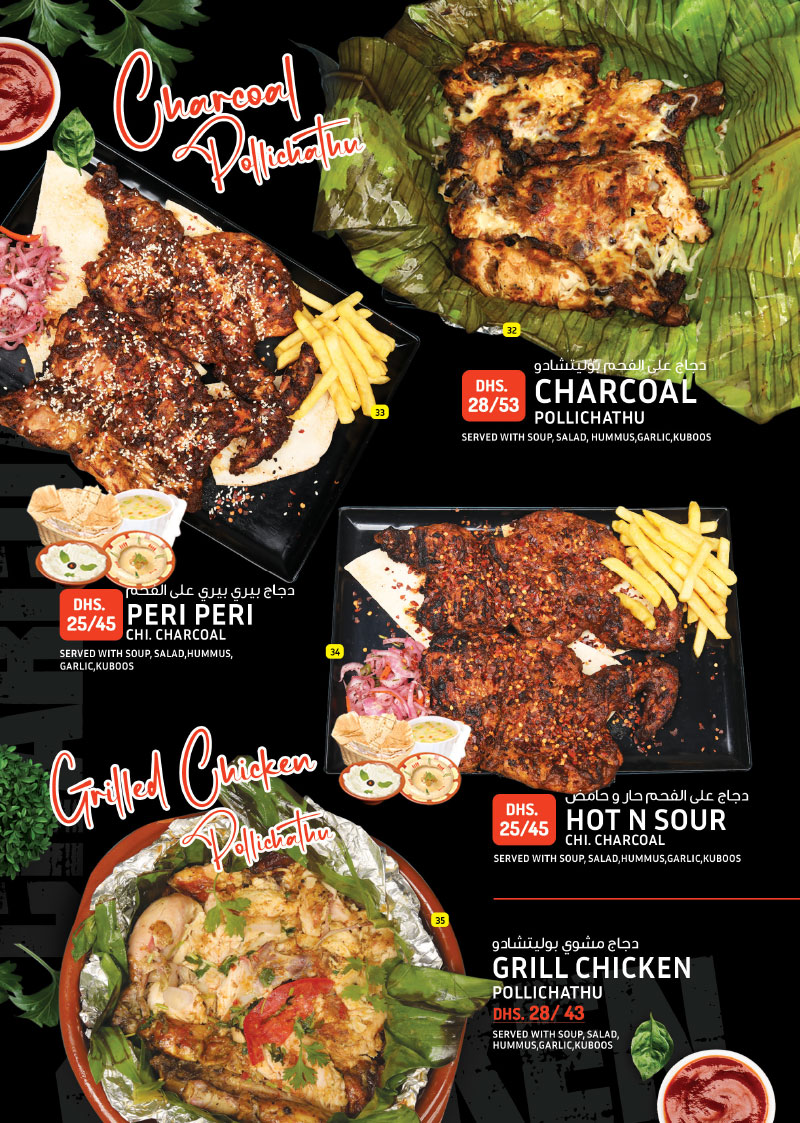 Charcoal
Pollichathu
32
دجاج على الفحم بوليتشادو
DHS.
28/53
CHARCOAL
POLLICHATHU
SERVED WITH SOUP, SALAD, HUMMUS,GARLIC,KUBOOS
33
دجاج بيري بيري على الفحم
DHS.
25/45
PERI PERI
CHI. CHARCOAL
SERVED WITH SOUP, SALAD,HUMMUS,
GARLIC,KUBOOS
34
دجاج على الفحم حار و حامض
DHS.
25/45
HOT N SOUR
CHI. CHARCOAL
SERVED WITH SOUP, SALAD,HUMMUS,GARLIC,KUBOOS
Grilled Chicken
Pollichathu
35
دجاج مشوي بوليتشادو
GRILL CHICKEN
POLLICHATHU
DHS. 28/ 43
SERVED WITH SOUP, SALAD,
HUMMUS,GARLIC,KUBOOS